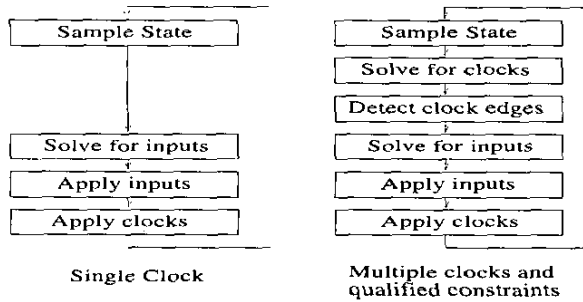 Sample State
Solve for inputs
Apply inputs
Apply clocks
Single Clock
Sample State
Solve for clocks
Detect clock edges
Solve for inputs
Apply inputs
Apply clocks
Multiple clocks and
qualified constraints